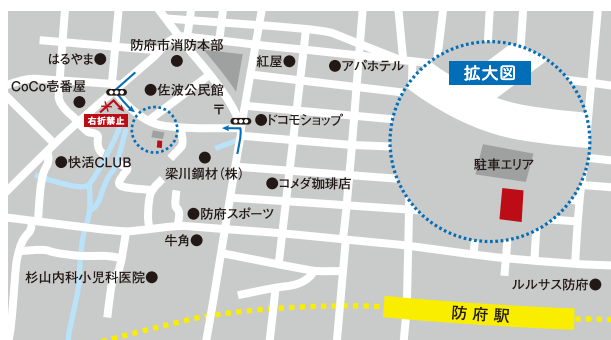 防府市消防本部
はるやま
紅屋
アパホテル
拡大図
CoCo壱番屋
佐波公民館
〒
右折禁止
ドコモショップ
快活CLUB
梁川鋼材(株)
駐車エリア
コメダ珈琲店
防府スポーツ
牛角
杉山内科小児科医院
ルルサス防府
防府駅